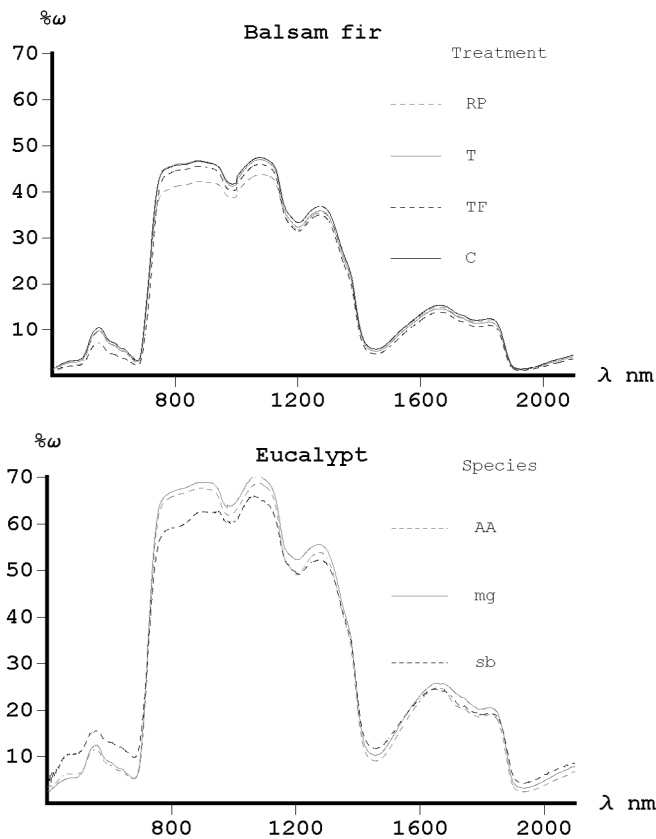 %ω
Balsam fir
Treatment
70
60
50
40
30
20
10
RP
T
TF
C
800 1200 1600 2000
λ nm
%ω
Eucalypt
Species
70
60
50
40
30
20
10
AA
mg
sb
800 1200 1600 2000
λ nm